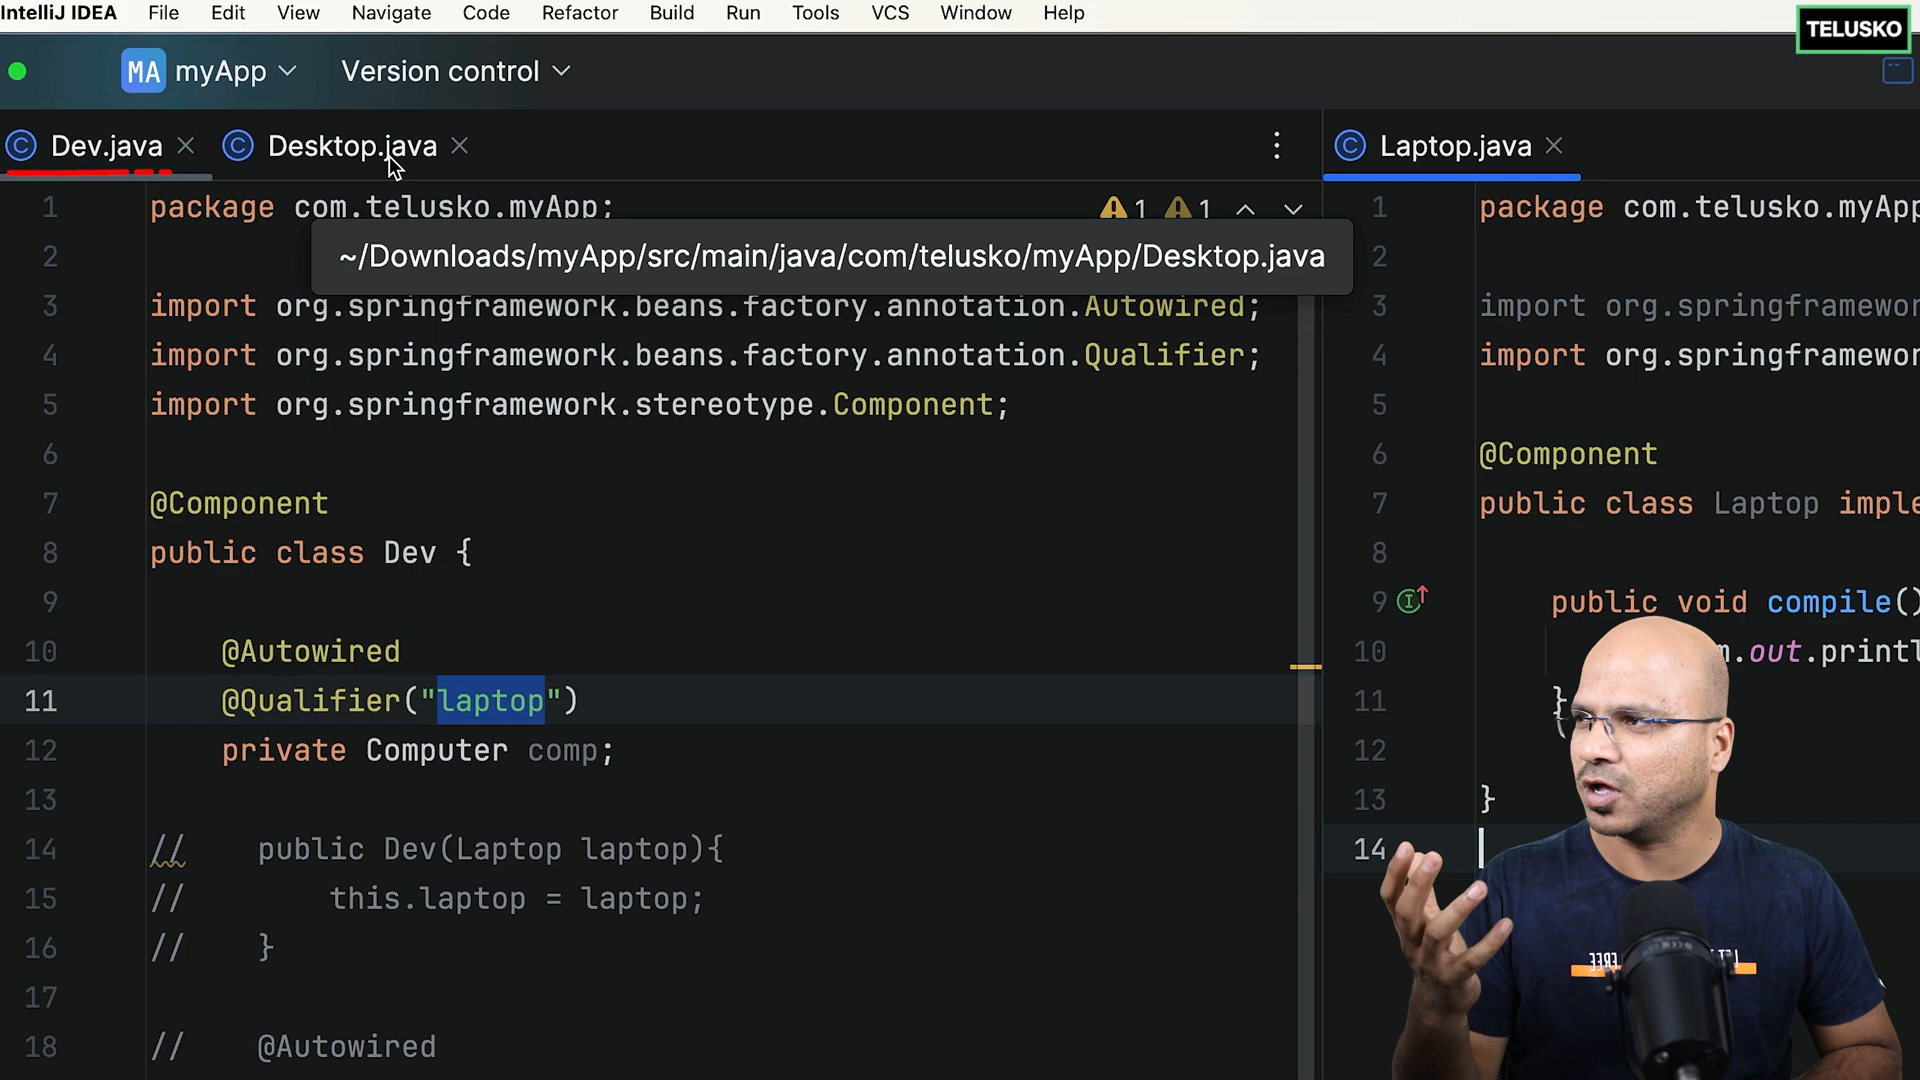 IntelliJ IDEA File Edit View Navigate Code Refactor Build Run Tools VCS Window Help
TELUSKO
MA myApp Version control
Dev.java Desktop.java
1 package com.telusko.myApp; 1 1
~/Downloads/myApp/src/main/java/com/telusko/myApp/Desktop.java
2
3 import org.springframework.beans.factory.annotation.Autowired;
4 import org.springframework.beans.factory.annotation.Qualifier;
5 import org.springframework.stereotype.Component;
6
7 @Component
8 public class Dev {
9
10 @Autowired
11 @Qualifier("laptop")
12 private Computer comp;
13
14 // public Dev(Laptop laptop){
15 // this.laptop = laptop;
16 // }
17
18 // @Autowired
Laptop.java
1 package com.telusko.myApp
2
3 import org.springframewor
4 import org.springframewor
5
6 @Component
7 public class Laptop imple
8
9 public void compile()
10 m.out.printl
11 }
12
13 }
14